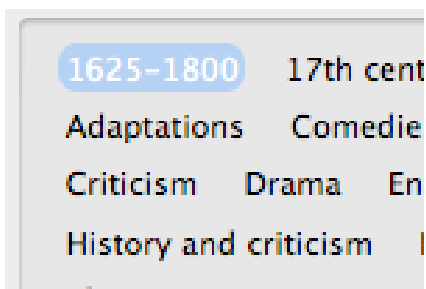 1625–1800 17th cent
Adaptations Comedie
Criticism Drama En
History and criticism